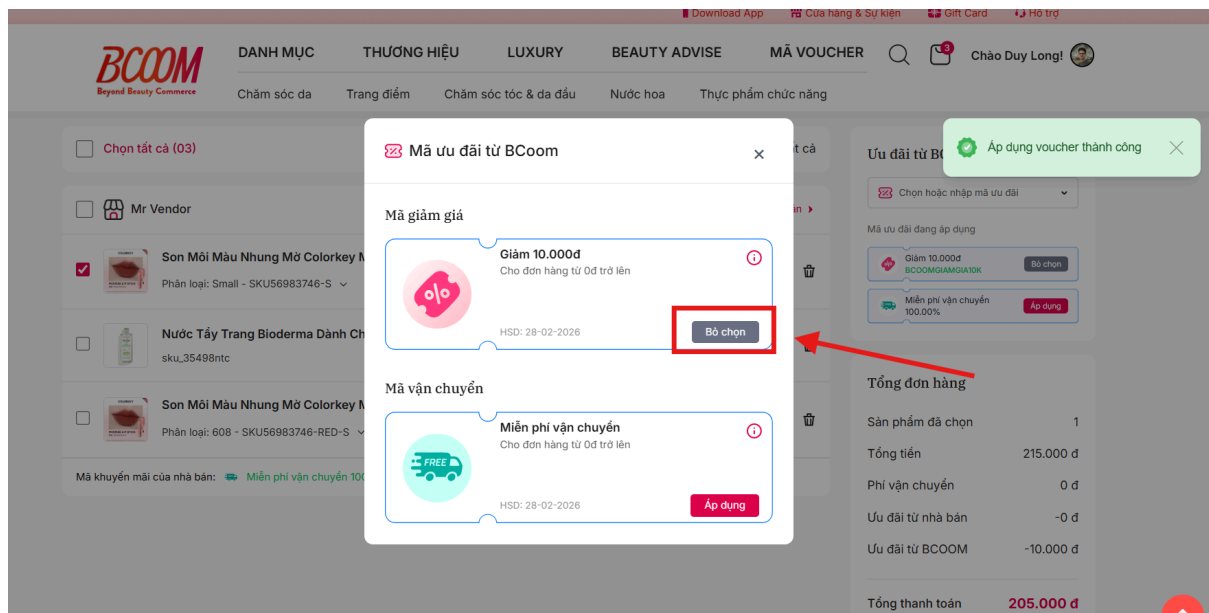 Download App Cửa hàng & Sự kiện Gift Card Hỗ trợ
BCOOM
Beyond Beauty Commerce
DANH MỤC THƯƠNG HIỆU LUXURY BEAUTY ADVISE MÃ VOUCHER 3 Chào Duy Long!
Chăm sóc da Trang điểm Chăm sóc tóc & da đầu Nước hoa Thực phẩm chức năng
Áp dụng voucher thành công
Chọn tất cả (03)
Mr Vendor
Son Môi Màu Nhung Mờ Colorkey
Phân loại: Small - SKU56983746-S
Nước Tẩy Trang Bioderma Dành
sku_35498ntc
Son Môi Màu Nhung Mờ Colorkey
Phân loại: 608 - SKU56983746-RED-S
Mã khuyến mãi của nhà bán: Miễn phí vận chuyển
Mã ưu đãi từ BCoom
Mã giảm giá
Giảm 10.000đ
Cho đơn hàng từ 0đ trở lên
HSD: 28-02-2026
Bỏ chọn
Mã vận chuyển
Miễn phí vận chuyển
Cho đơn hàng từ 0đ trở lên
FREE
HSD: 28-02-2026
Áp dụng
Ưu đãi từ
Chọn hoặc nhập mã ưu đãi
Mã ưu đãi đang áp dụng
Giảm 10.000đ
BCOOMGIAMGIA10K
Bỏ chọn
Miễn phí vận chuyển
100.00%
Áp dụng
Tổng đơn hàng
Sản phẩm đã chọn 1
Tổng tiền 215.000 đ
Phí vận chuyển 0 đ
Ưu đãi từ nhà bán -0 đ
Ưu đãi từ BCOOM -10.000 đ
Tổng thanh toán 205.000 đ